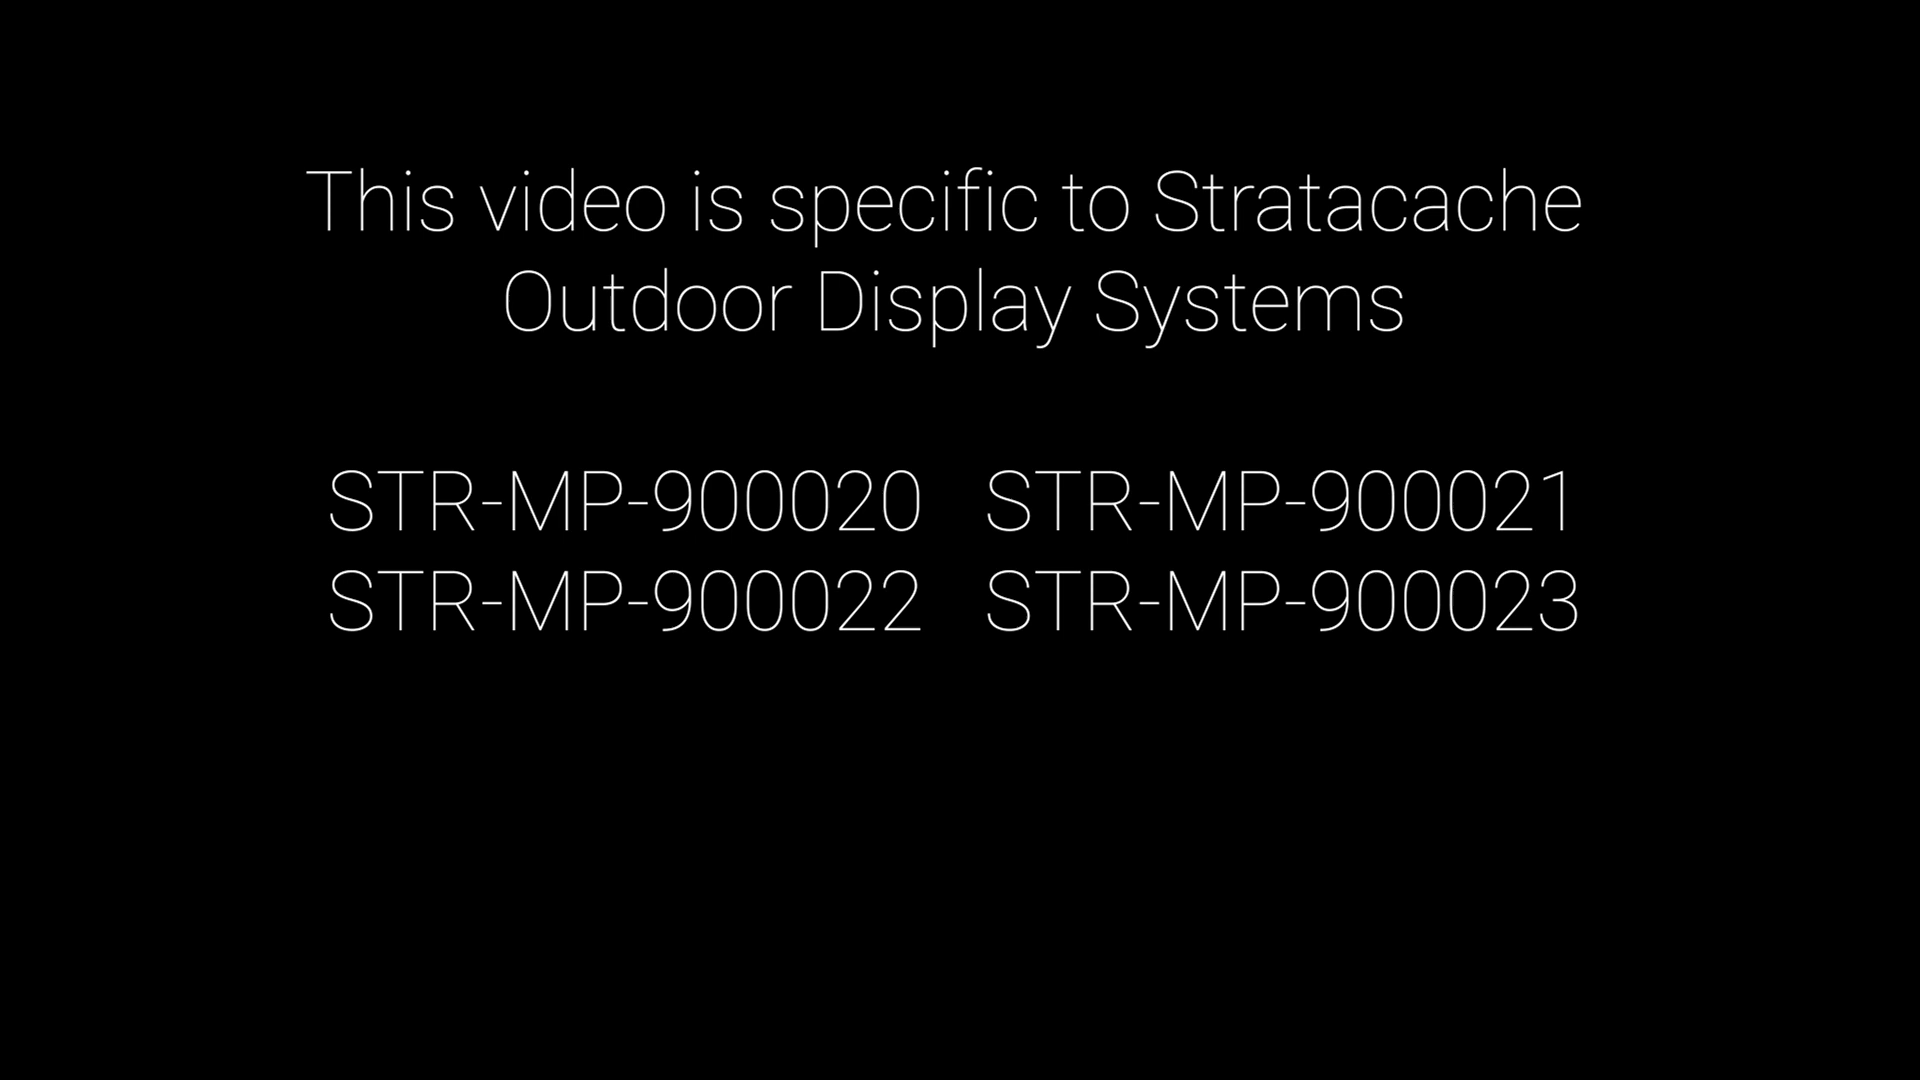 This video is specific to Stratacache
Outdoor Display Systems
STR-MP-900020 STR-MP-900021
STR-MP-900022 STR-MP-900023